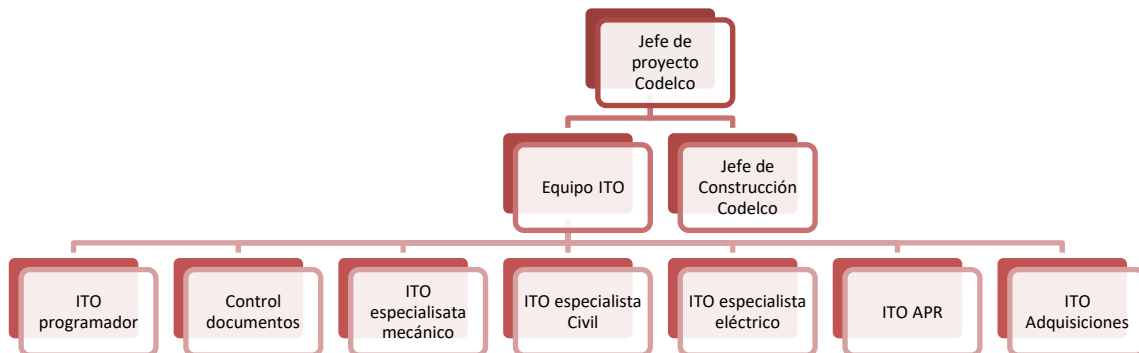 Jefe de
proyecto
Codelco
Equipo ITO
Jefe de
Construcción
Codelco
ITO
programador
Control
documentos
ITO
especialisata
mecánico
ITO especialista
Civil
ITO especialista
eléctrico
ITO APR
ITO
Adquisiciones